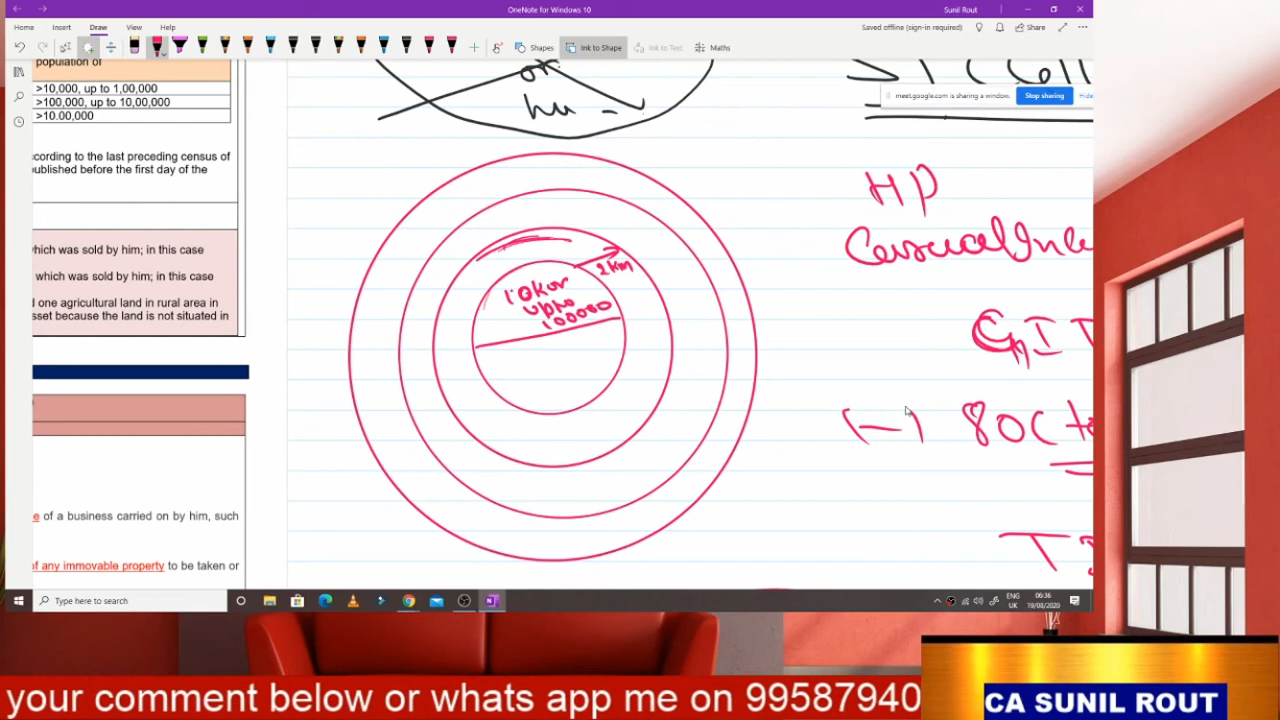 OneNote for Windows 10
Sunil Rout
Home Insert Draw View Help
Saved offline (sign-in required)
Share
Shapes
Ink to Shape
Ink to Text
Maths
population of
>10,000, up to 1,00,000
>100,000, up to 10,00,000
>10.00,000
ccording to the last preceding census of
published before the first day of the
which was sold by him; in this case
which was sold by him; in this case
d one agricultural land in rural area in
sset because the land is not situated in
e of a business carried on by him, such
of any immovable property to be taken or
or
meet.google.com is sharing a window.
Stop sharing
Hide
HP
2km
10k or
upto
100000
(-) 80C to
Type here to search
ENG
UK
06:36
19/08/2020
your comment below or whats app me on 99587940
CA SUNIL ROUT